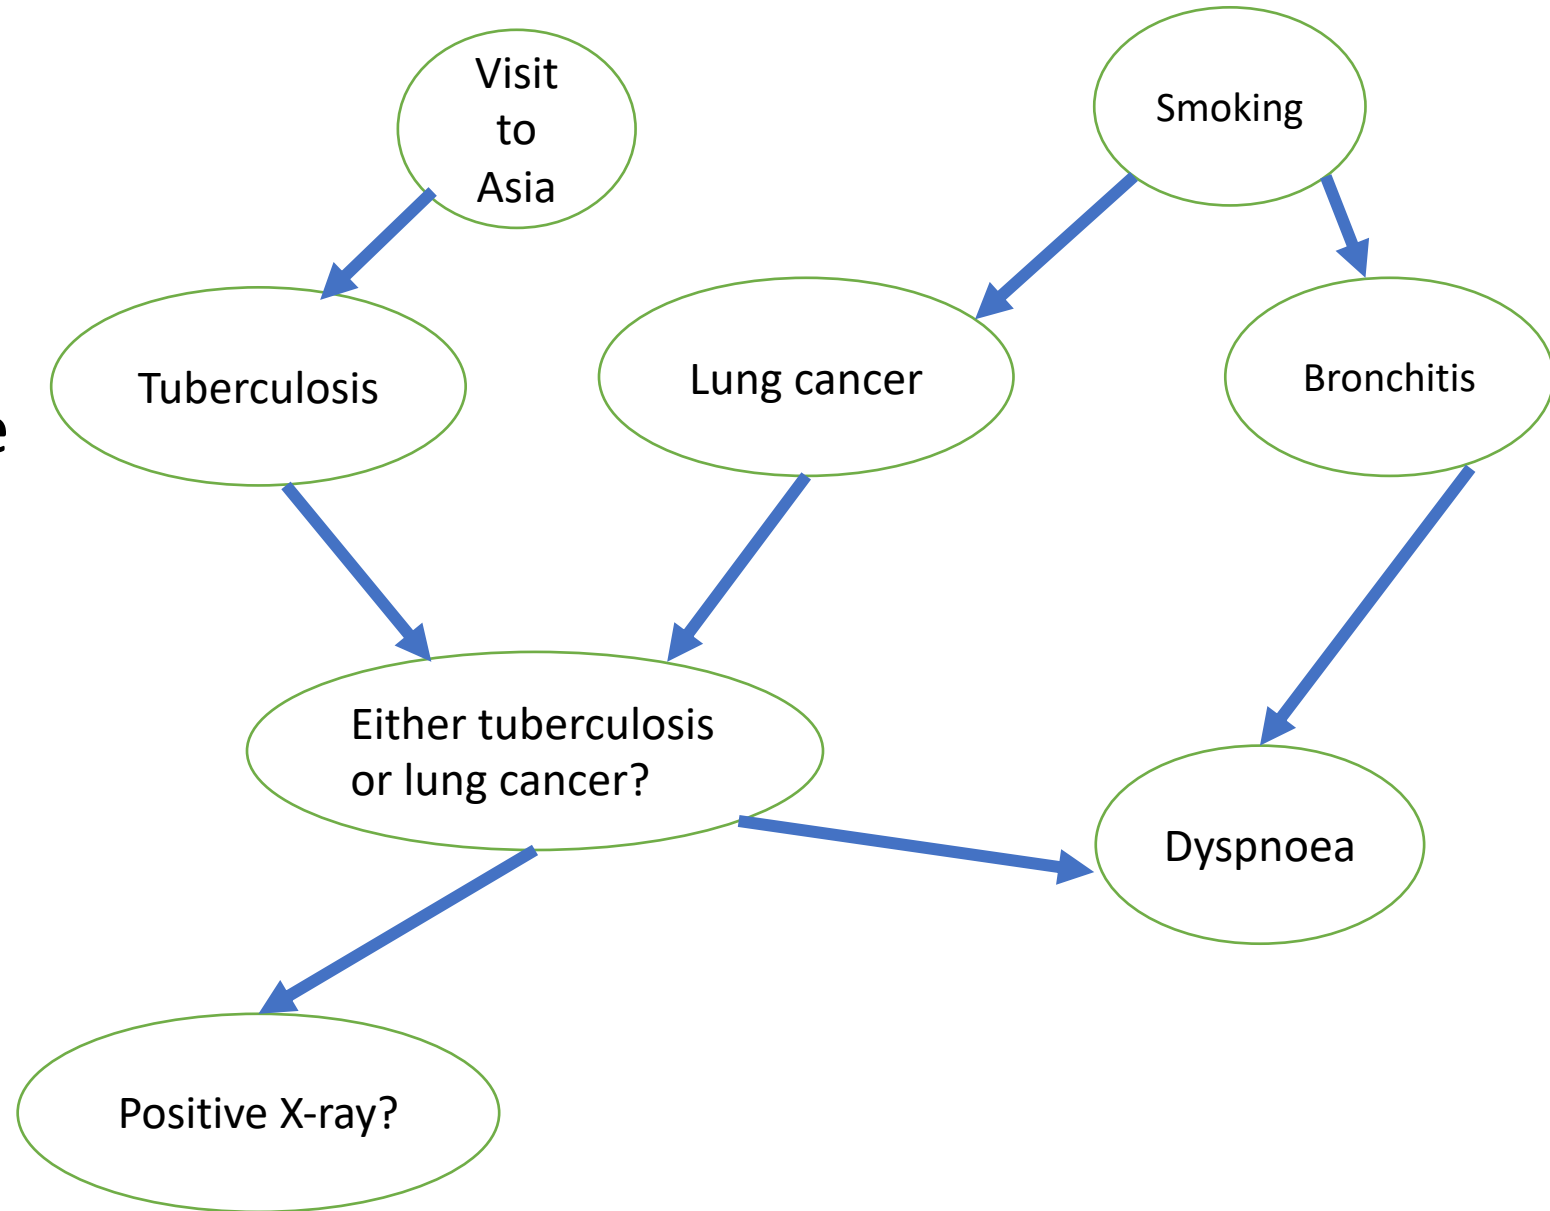 Visit
to
Asia
Smoking
Tuberculosis
Lung cancer
Bronchitis
e
Either tuberculosis
or lung cancer?
Dyspnoea
Positive X-ray?